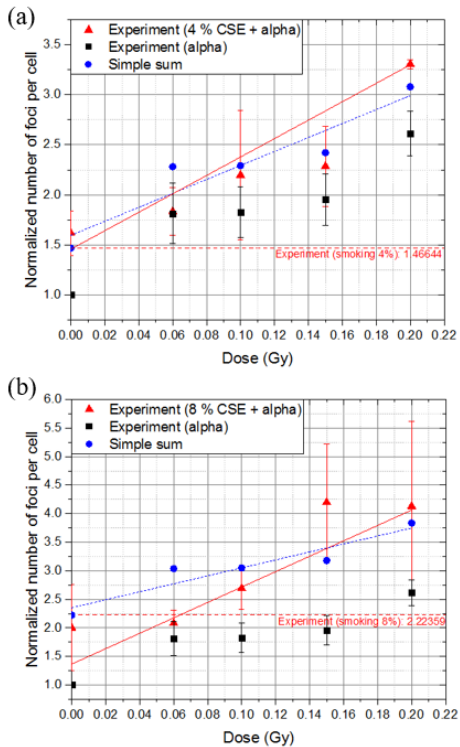 (a)
Experiment (4 % CSE + alpha)
Experiment (alpha)
Simple sum
Normalized number of foci per cell
3.5
3.0
2.5
2.0
1.5
1.0
Experiment (smoking 4%): 1.46644
0.00 0.02 0.04 0.06 0.08 0.10 0.12 0.14 0.16 0.18 0.20 0.22
Dose (Gy)
(b)
Experiment (8 % CSE + alpha)
Experiment (alpha)
Simple sum
Normalized number of foci per cell
6.0
5.5
5.0
4.5
4.0
3.5
3.0
2.5
2.0
1.5
1.0
0.5
Experiment (smoking 8%): 2.22359
0.00 0.02 0.04 0.06 0.08 0.10 0.12 0.14 0.16 0.18 0.20 0.22
Dose (Gy)